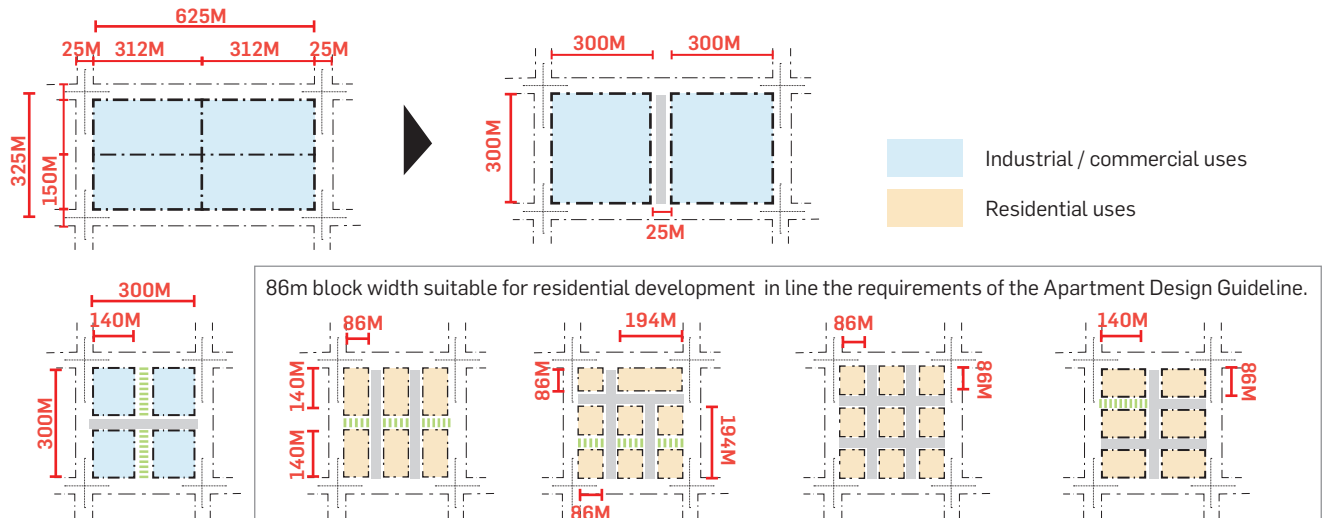 625M
25M 312M 312M 25M
325M
150M
300M 300M
300M
25M
Industrial / commercial uses
Residential uses
300M
140M
300M
86m block width suitable for residential development in line the requirements of the Apartment Design Guideline.
86M
140M
140M
194M
86M
194M
86M
86M
86M
140M
86M